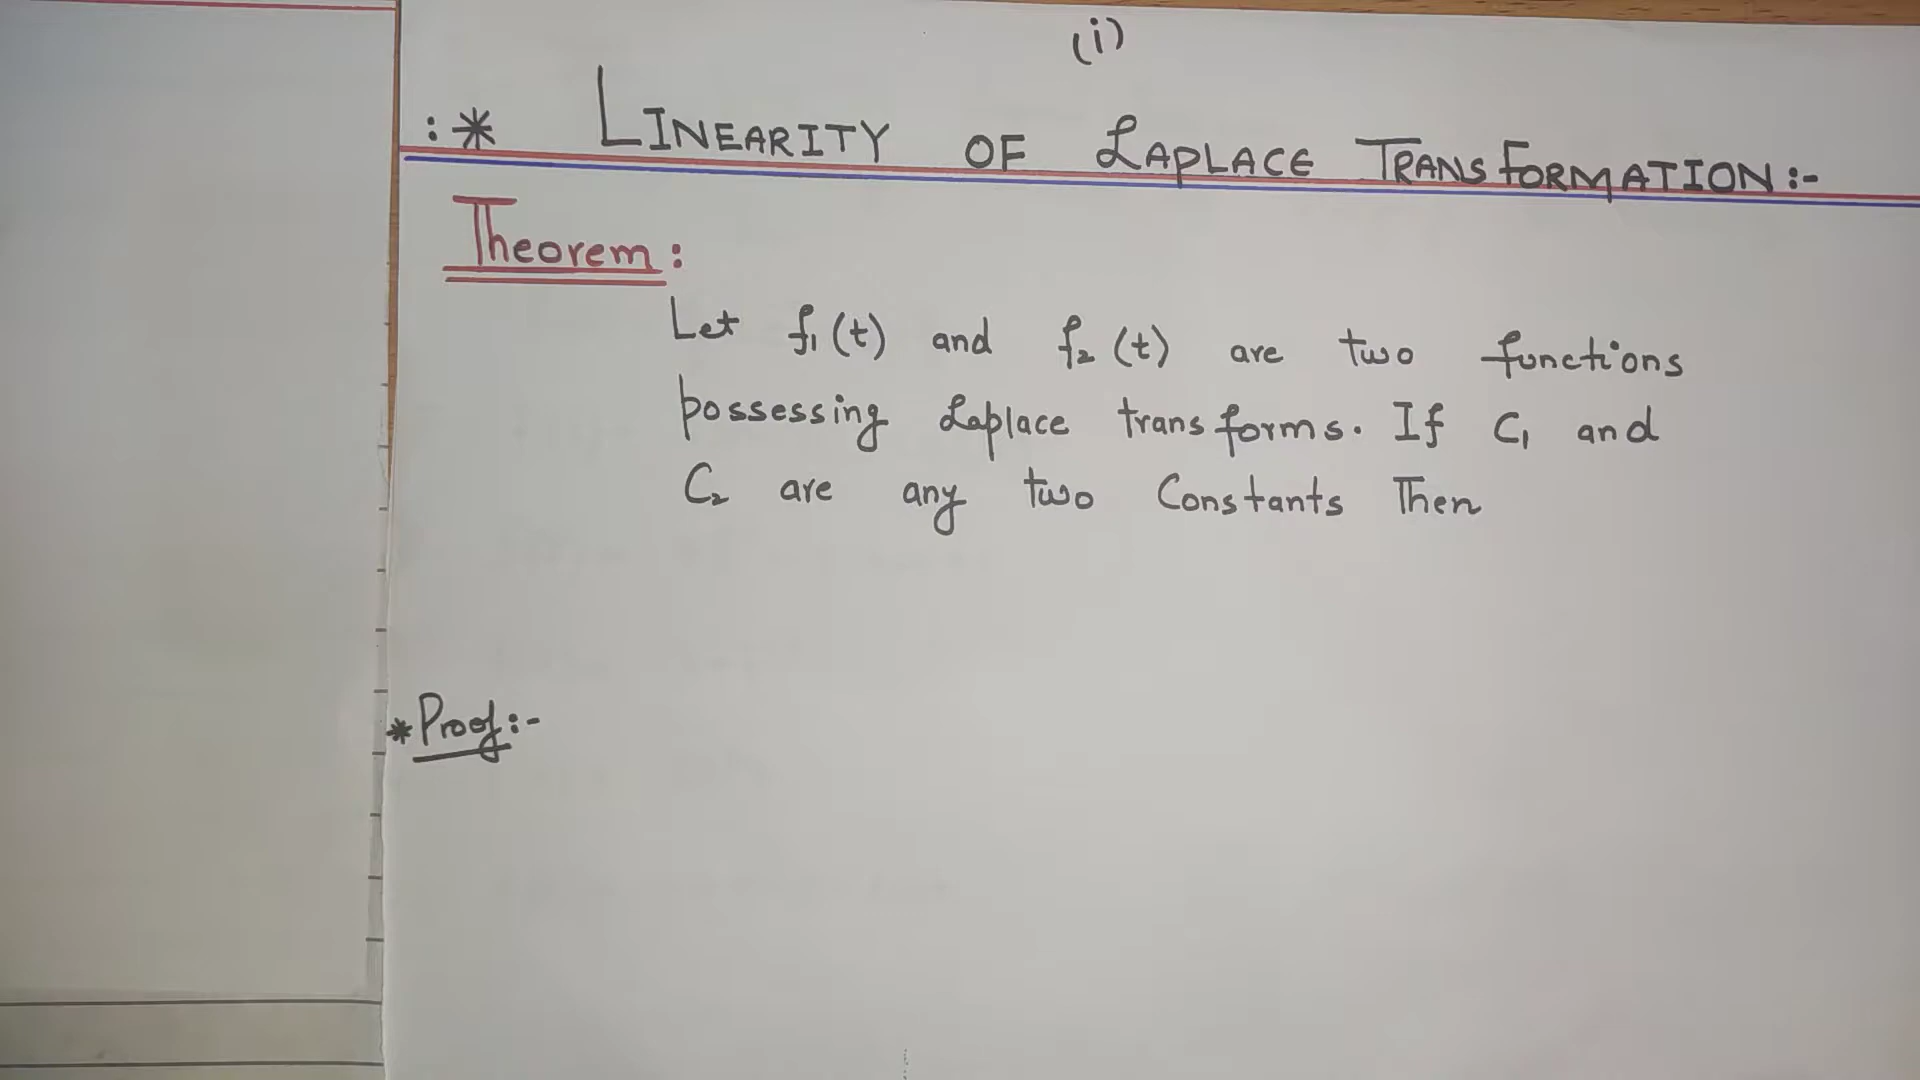 (i)
:* LINEARITY OF LAPLACE TRANSFORMATION:-
Theorem:
Let f₁(t) and f₂(t) are two functions
possessing Laplace transforms. If C₁ and
C₂ are any two Constants Then
*Proof:-